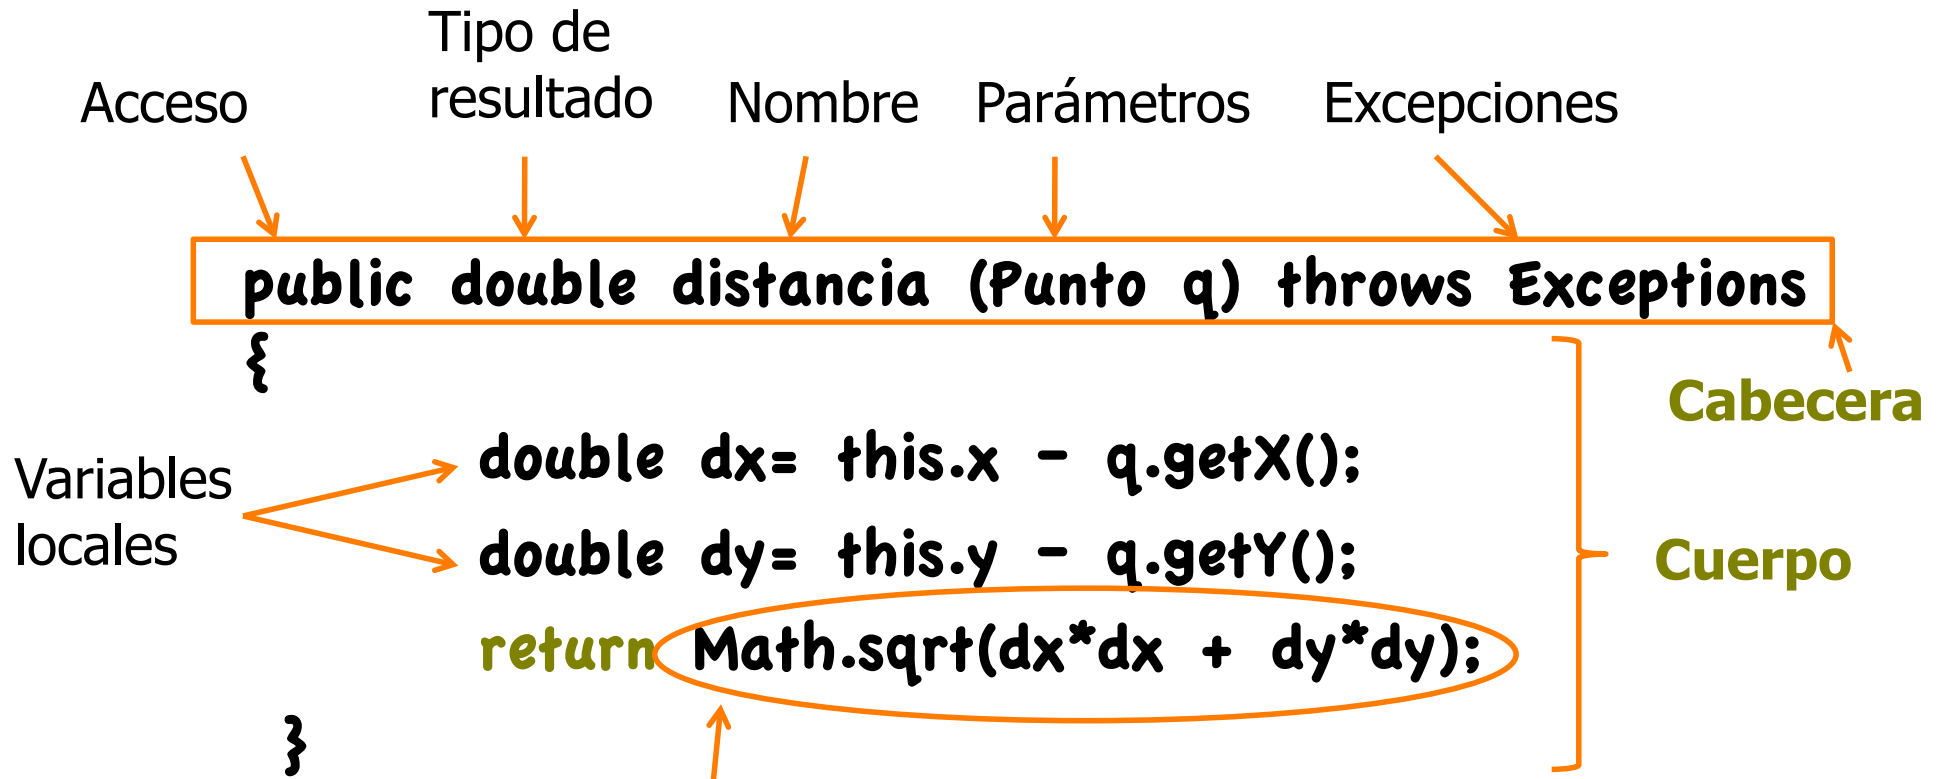 Tipo de
resultado
Acceso
Nombre
Parámetros
Excepciones
public double distancia (Punto q) throws Exceptions
{
Cabecera
Variables
locales
double dx= this.x - q.getX();
double dy= this.y - q.getY();
Cuerpo
return Math.sqrt(dx*dx + dy*dy);
}